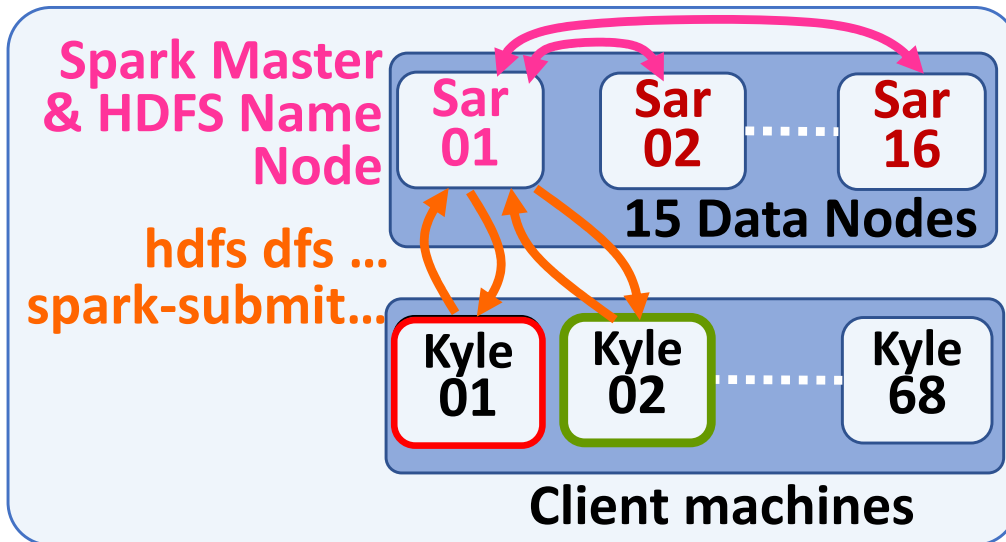 Spark Master
& HDFS Name
Node
Sar
01
Sar
02
Sar
16
15 Data Nodes
hdfs dfs …
spark-submit…
Kyle
01
Kyle
02
Kyle
68
Client machines